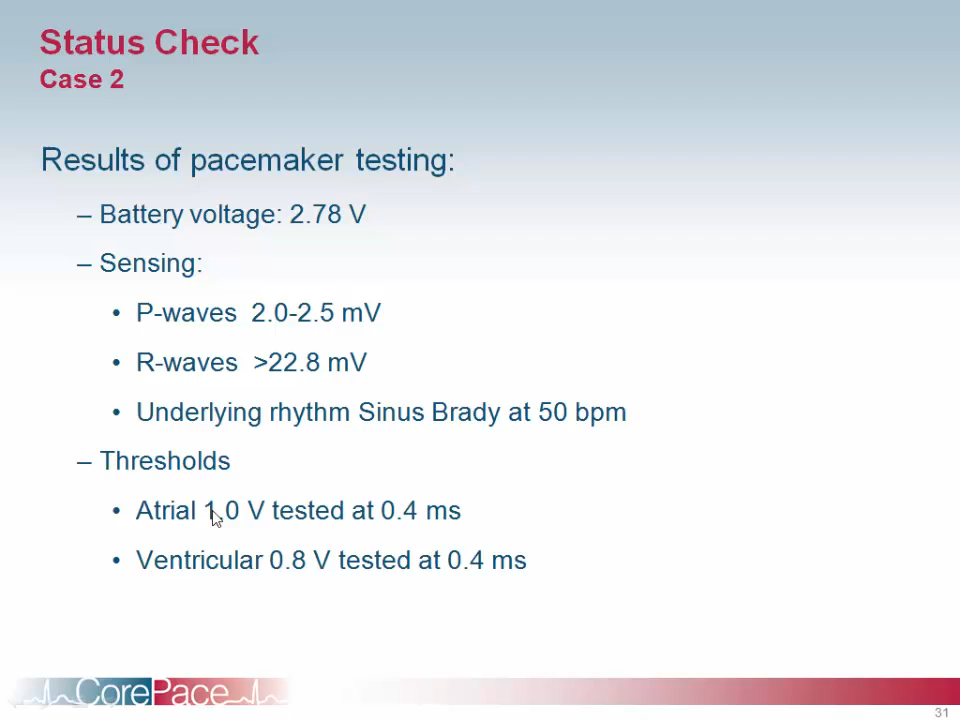 Status Check
Case 2
Results of pacemaker testing:
– Battery voltage: 2.78 V
– Sensing:
• P-waves 2.0-2.5 mV
• R-waves >22.8 mV
• Underlying rhythm Sinus Brady at 50 bpm
– Thresholds
• Atrial 1.0 V tested at 0.4 ms
• Ventricular 0.8 V tested at 0.4 ms
CorePace
31